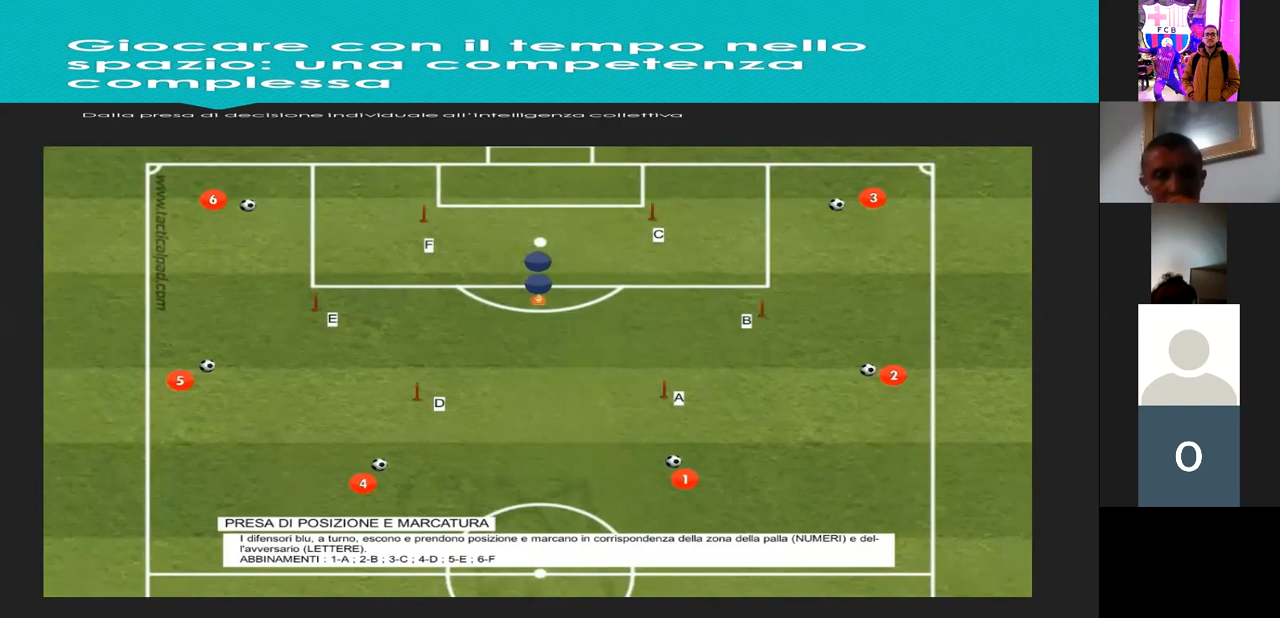 Giocare con il tempo nello
spazio: una competenza
complessa
Dalla presa di decisione individuale all'intelligenza collettiva
FCB
www.tacticalpad.com
6
3
F
C
E
B
5
2
D
A
4
1
O
PRESA DI POSIZIONE E MARCATURA
I difensori blu, a turno, escono e prendono posizione e marcano in corrispondenza della zona della palla (NUMERI) e del-
l'avversario (LETTERE).
ABBINAMENTI : 1-A ; 2-B ; 3-C ; 4-D ; 5-E ; 6-F